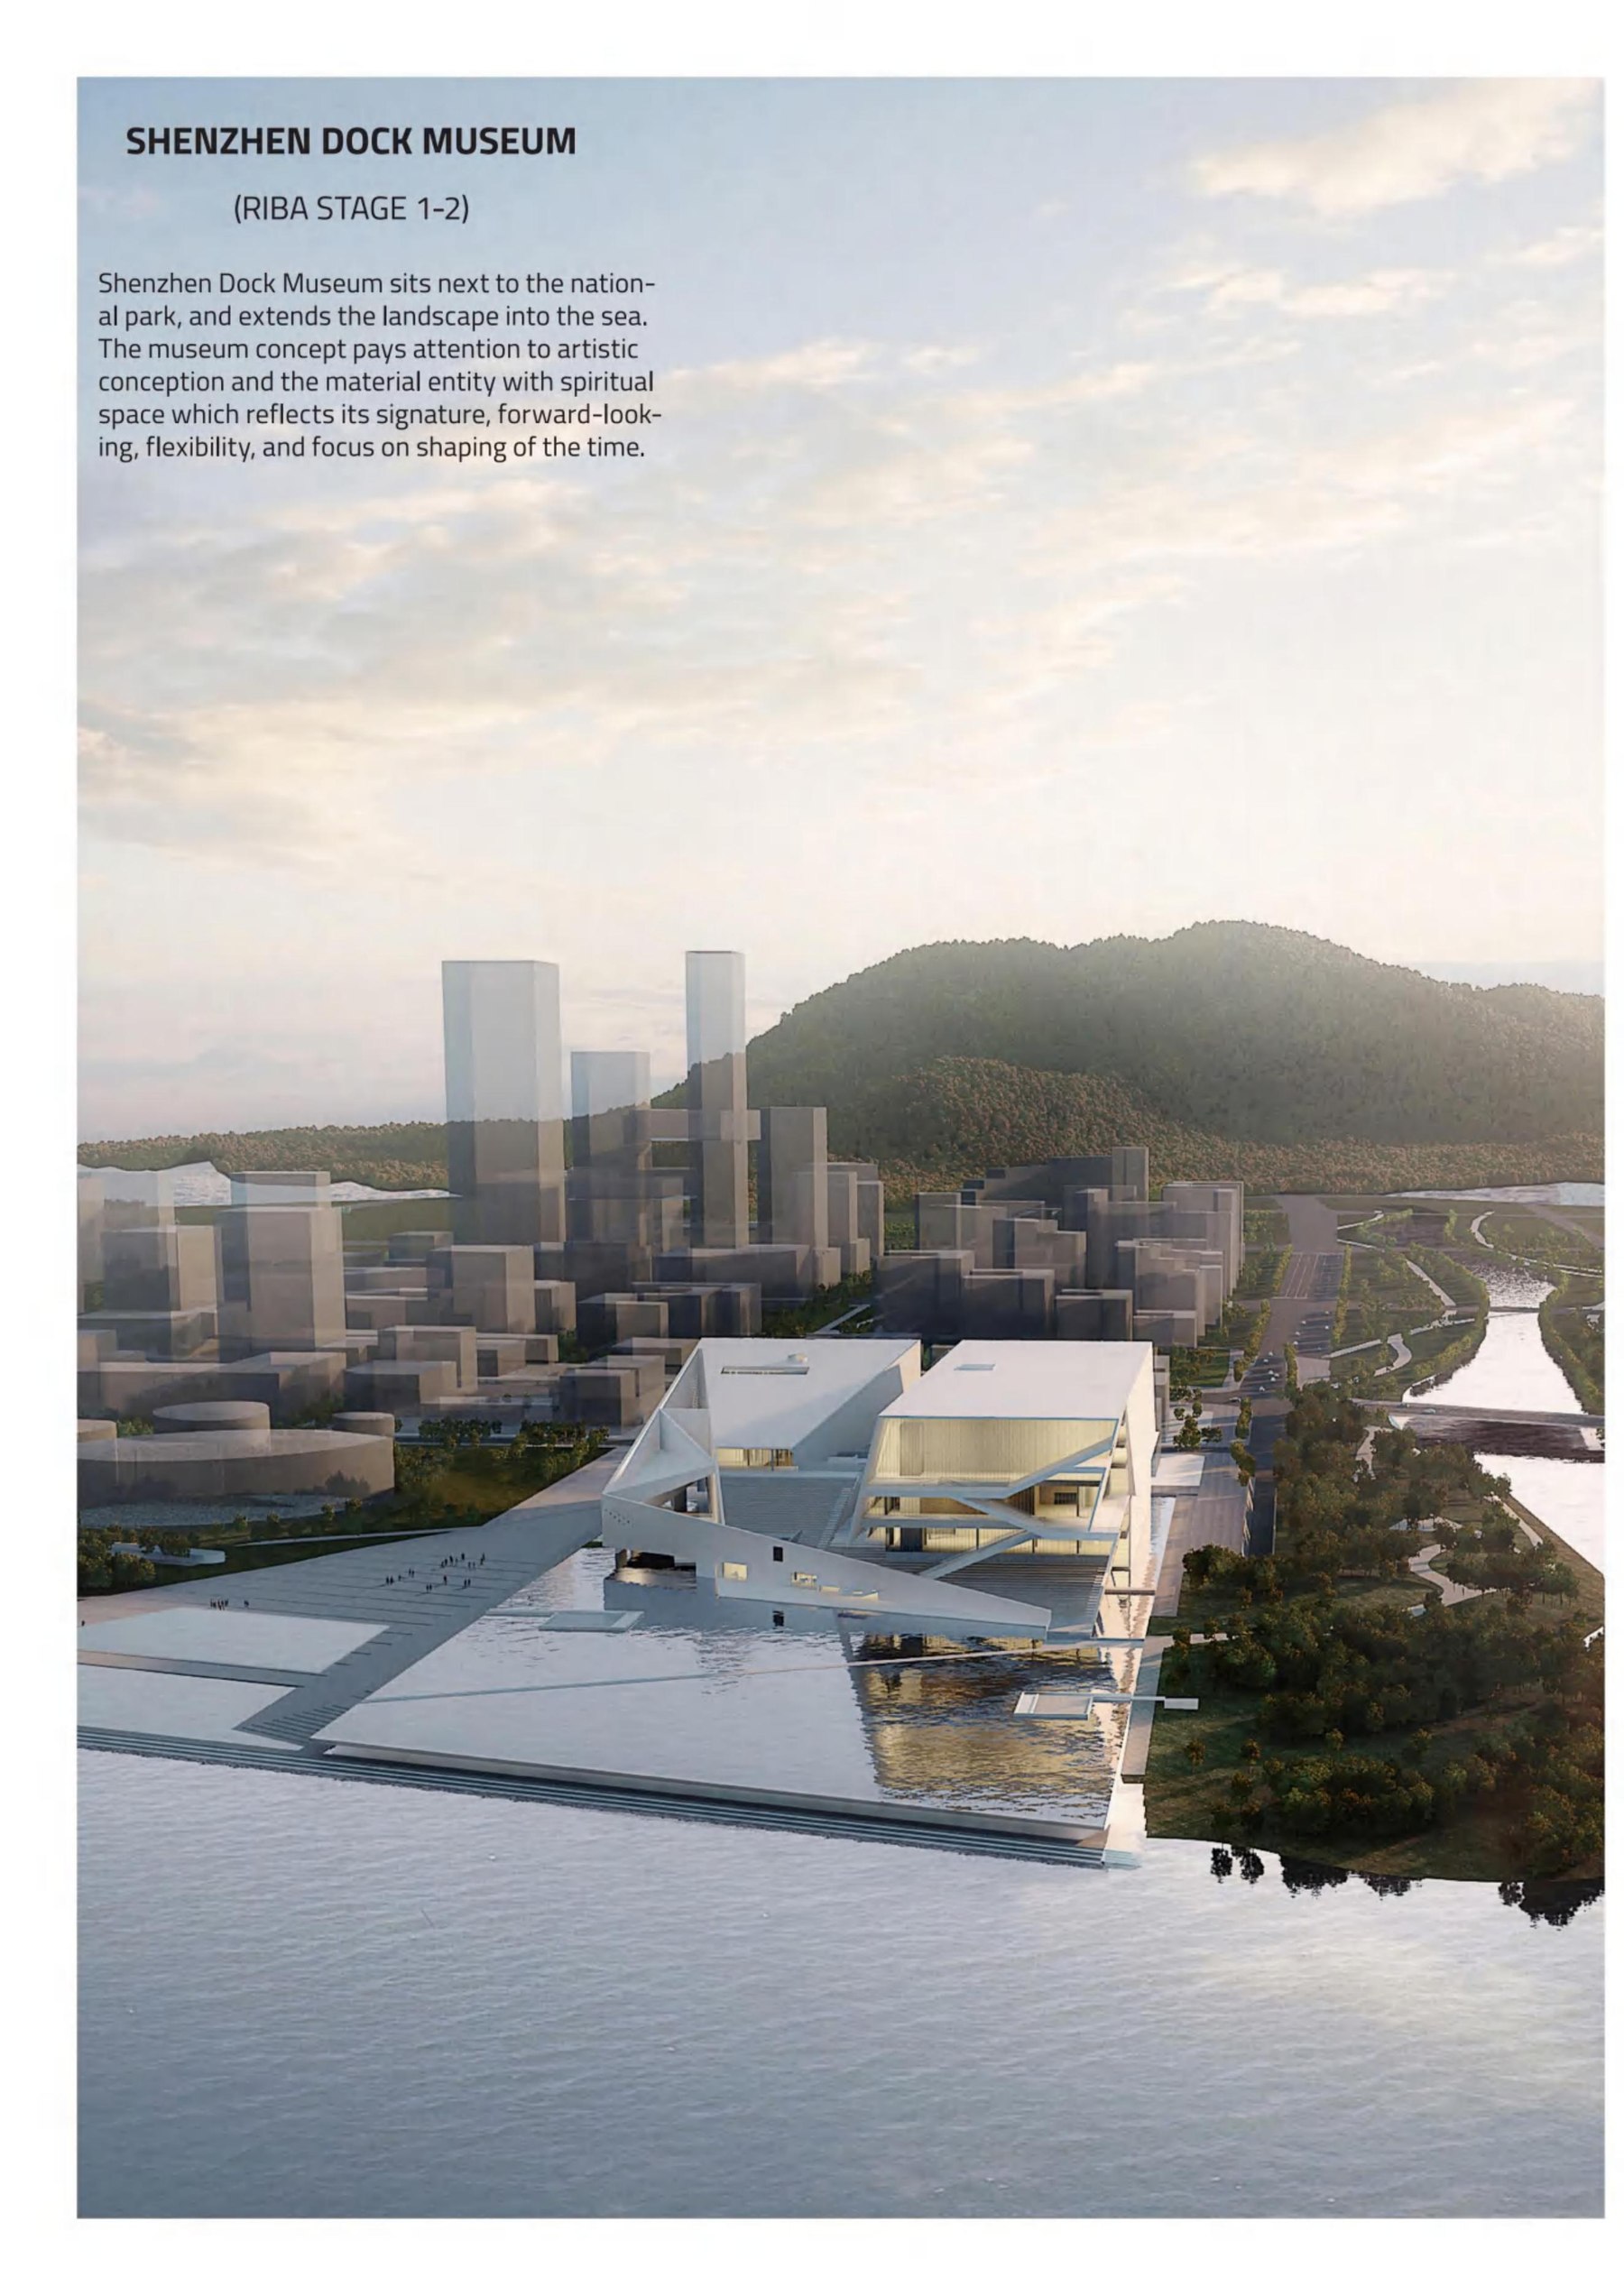 SHENZHEN DOCK MUSEUM
(RIBA STAGE 1-2)
Shenzhen Dock Museum sits next to the nation-
al park, and extends the landscape into the sea.
The museum concept pays attention to artistic
conception and the material entity with spiritual
space which reflects its signature, forward-look-
ing, flexibility, and focus on shaping of the time.